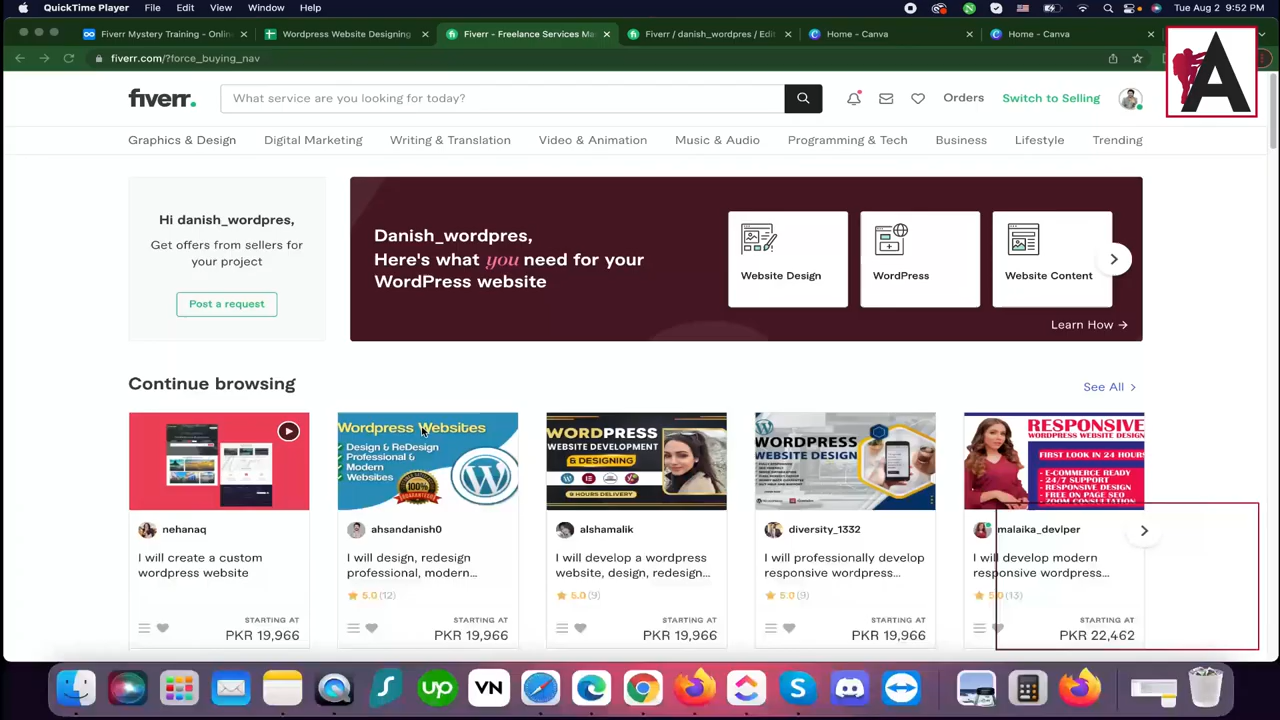 QuickTime Player File Edit View Window Help
Tue Aug 2 9:52 PM
Fiverr Mystery Training - Onlin
Wordpress Website Designing
Fiverr - Freelance Services Ma
Fiverr / danish_wordpres / Edit
Home - Canva
Home - Canva
fiverr.com/?force_buying_nav
A
fiverr.
What service are you looking for today?
Orders
Switch to Selling
Graphics & Design
Digital Marketing
Writing & Translation
Video & Animation
Music & Audio
Programming & Tech
Business
Lifestyle
Trending
Hi danish_wordpres,
Get offers from sellers for
your project
Post a request
Danish_wordpres,
Here's what you need for your
WordPress website
Website Design
WordPress
Website Content
Learn How
Continue browsing
See All
Wordpress Websites
Design & ReDesign
Professional &
Modern
Websites
100%
nehanaq
I will create a custom
wordpress website
STARTING AT
PKR 19,966
ahsandanish0
I will design, redesign
professional, modern...
5.0 (12)
STARTING AT
PKR 19,966
WORDPRESS
WEBSITE DEVELOPMENT
& DESIGNING
9 HOURS DELIVERY
alshamalik
I will develop a wordpress
website, design, redesign...
5.0 (9)
STARTING AT
PKR 19,966
WORDPRESS
WEBSITE DESIGN
diversity_1332
I will professionally develop
responsive wordpress...
5.0 (9)
STARTING AT
PKR 19,966
RESPONSIVE
WORDPRESS WEBSITE DESIGN
FIRST LOOK IN 24 HOURS
- E-COMMERCE READY
- 24/7 SUPPORT
- RESPONSIVE DESIGN
- FREE ON PAGE SEO
- ZOOM CONSULTATION
malaika_devlper
I will develop modern
responsive wordpress...
5.0 (13)
STARTING AT
PKR 22,462
up
VN